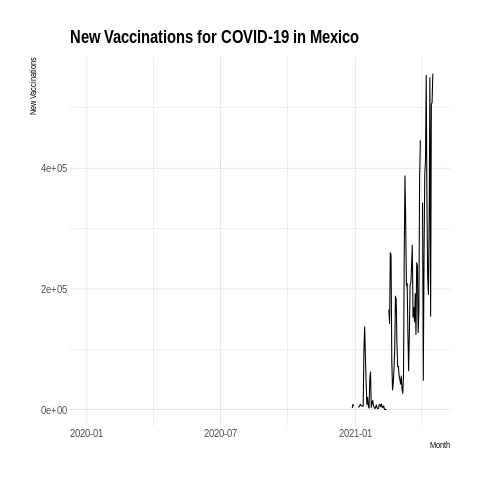 New Vaccinations for COVID-19 in Mexico
New Vaccinations
4e+05
2e+05
0e+00
2020-01 2020-07 2021-01
Month